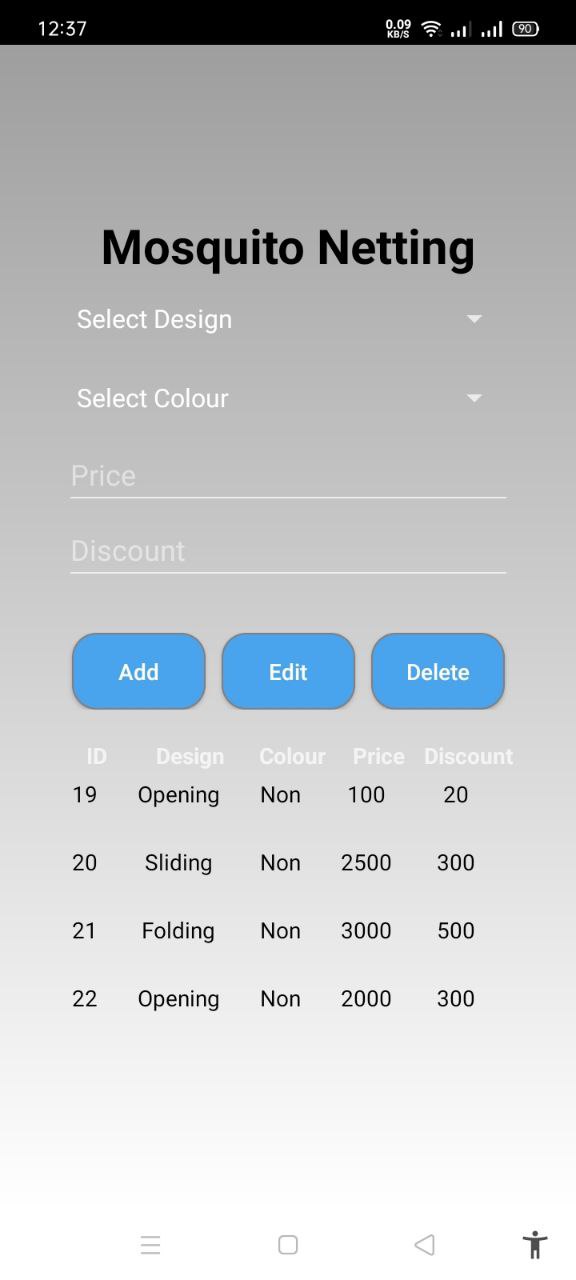 12:37 0.09 KB/S 90
Mosquito Netting
Select Design
Select Colour
Price
Discount
Add Edit Delete
ID Design Colour Price Discount
19 Opening Non 100 20
20 Sliding Non 2500 300
21 Folding Non 3000 500
22 Opening Non 2000 300